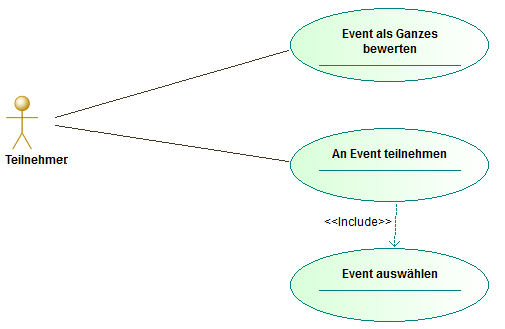 Event als Ganzes
bewerten
Teilnehmer
An Event teilnehmen
<<Include>>
Event auswählen